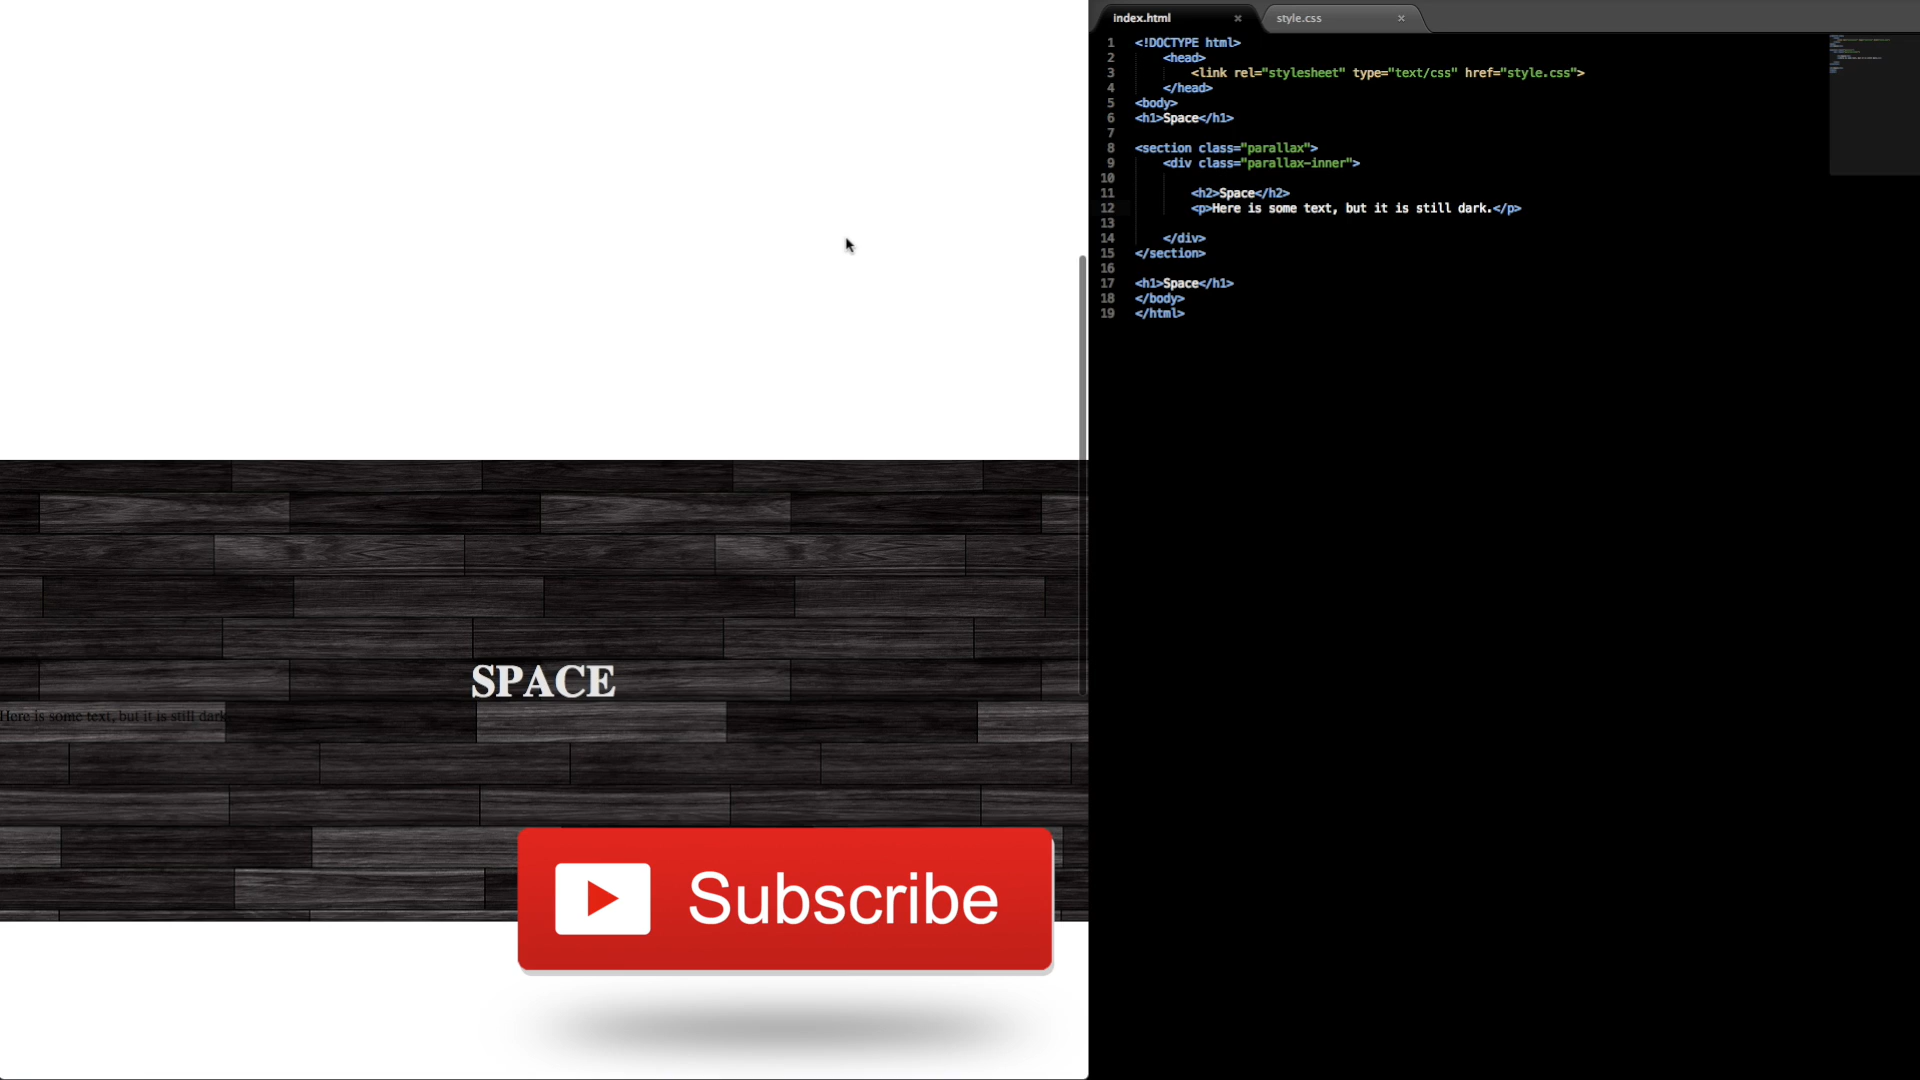 index.html
style.css
1 <!DOCTYPE html>
2 <head>
3 <link rel="stylesheet" type="text/css" href="style.css">
4 </head>
5 <body>
6 <h1>Space</h1>
7
8 <section class="parallax">
9 <div class="parallax-inner">
10
11 <h2>Space</h2>
12 <p>Here is some text, but it is still dark.</p>
13
14 </div>
15 </section>
16
17 <h1>Space</h1>
18 </body>
19 </html>
SPACE
Here is some text, but it is still dark
Subscribe